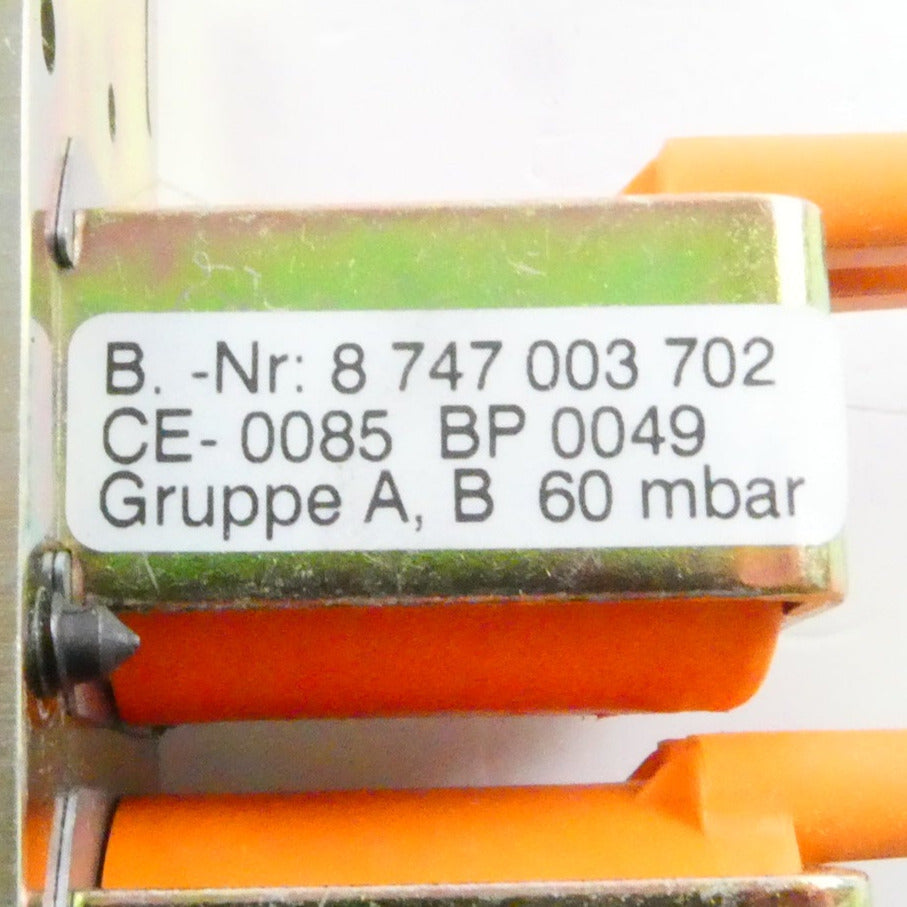 B. -Nr: 8 747 003 702
CE- 0085 BP 0049
Gruppe A, B 60 mbar